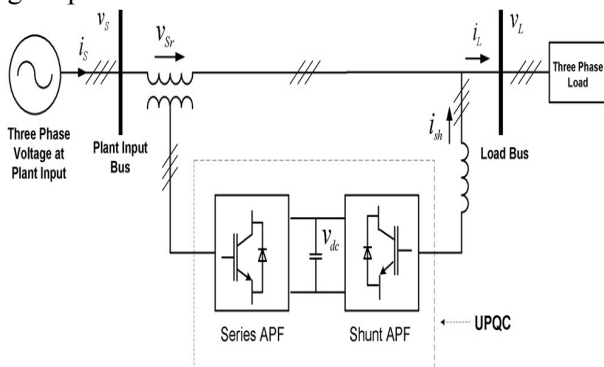 v_S
i_S
v_Sr
i_L
v_L
Three Phase
Load
Three Phase
Voltage at
Plant Input
Plant Input
Bus
i_sh
Load Bus
V_dc
Series APF
Shunt APF
UPQC